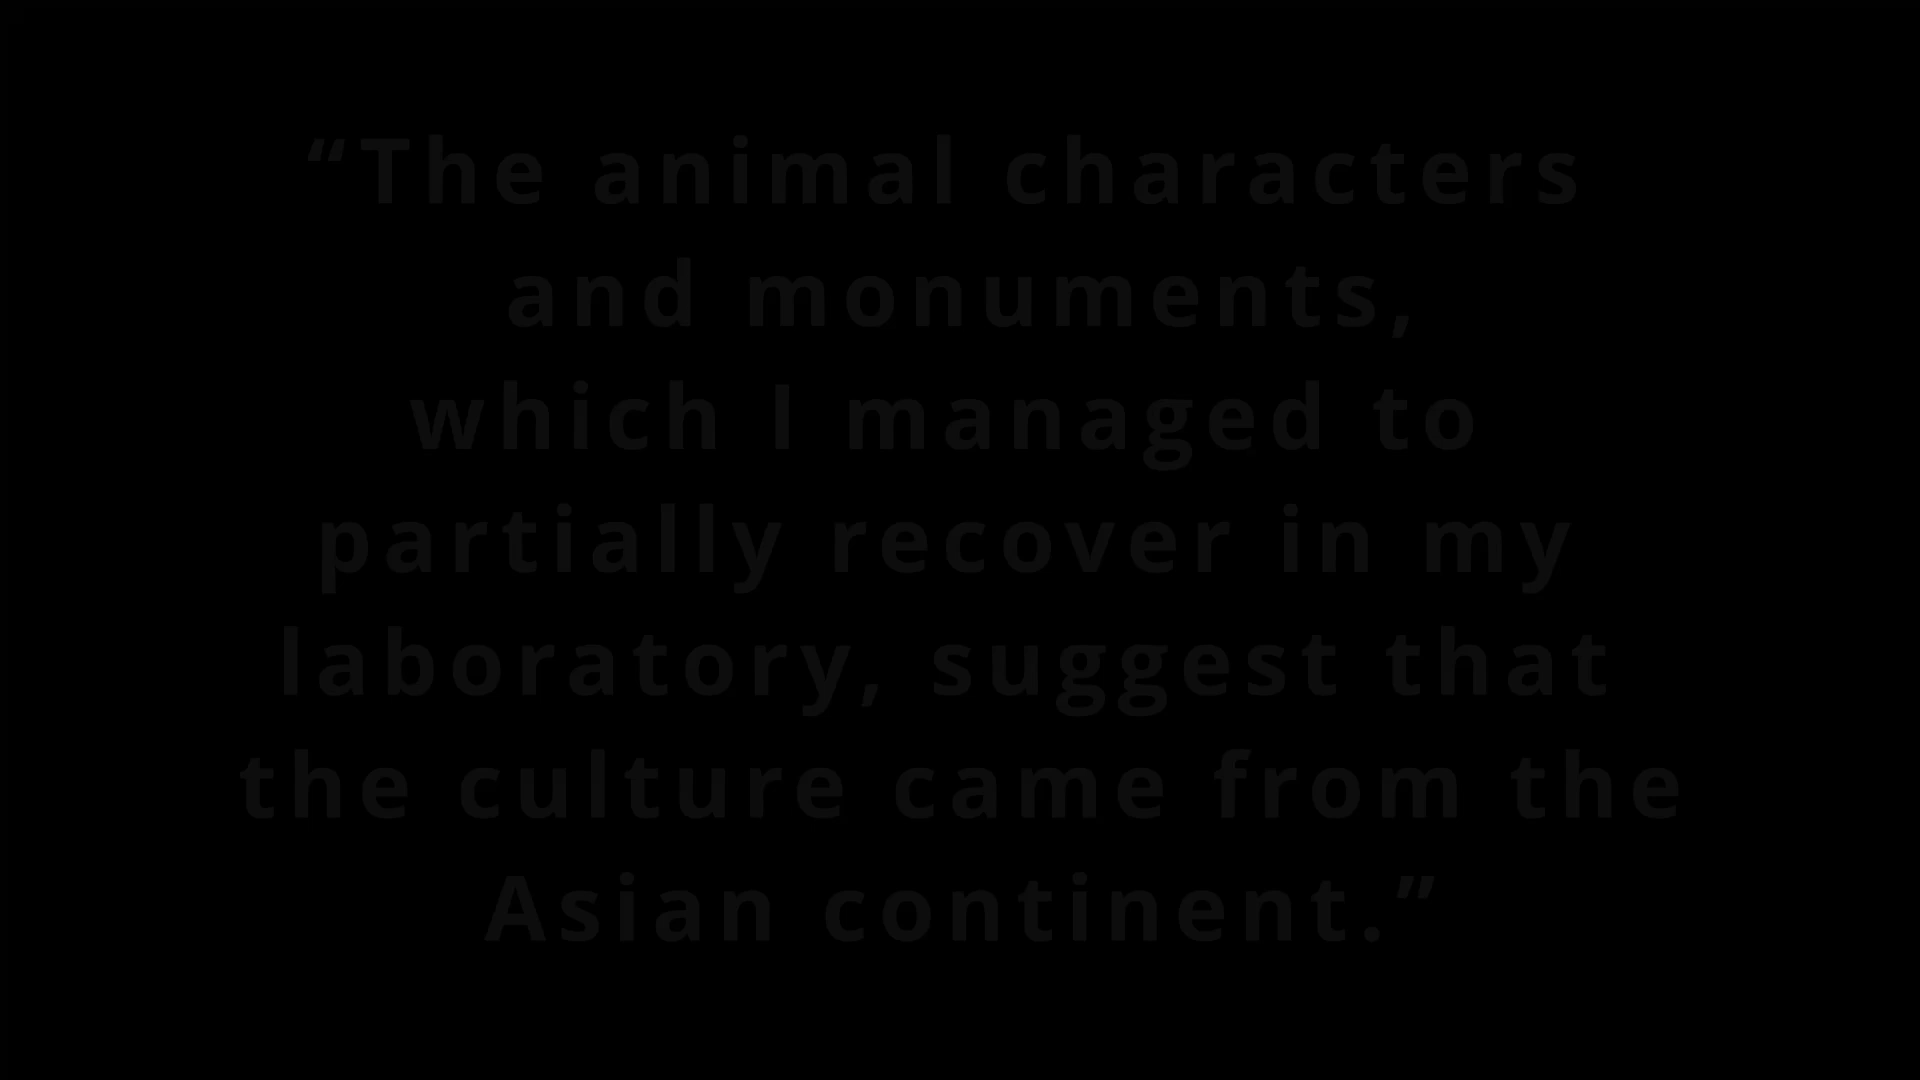 “The animal characters
and monuments,
which I managed to
partially recover in my
laboratory, suggest that
the culture came from the
Asian continent.”